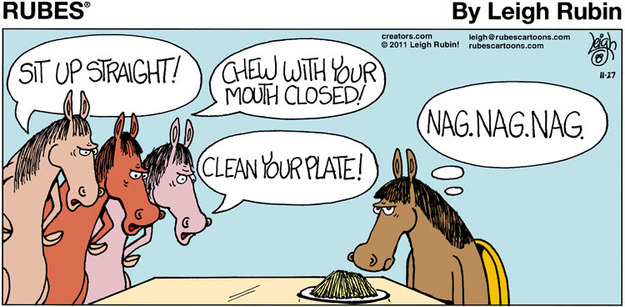 RUBES®
By Leigh Rubin
creators.com
© 2011 Leigh Rubin!
leigh@rubescartoons.com
rubescartoons.com
Leigh
11-27
SIT UP STRAIGHT!
CHEW WITH YOUR
MOUTH CLOSED!
CLEAN YOUR PLATE!
NAG. NAG. NAG.